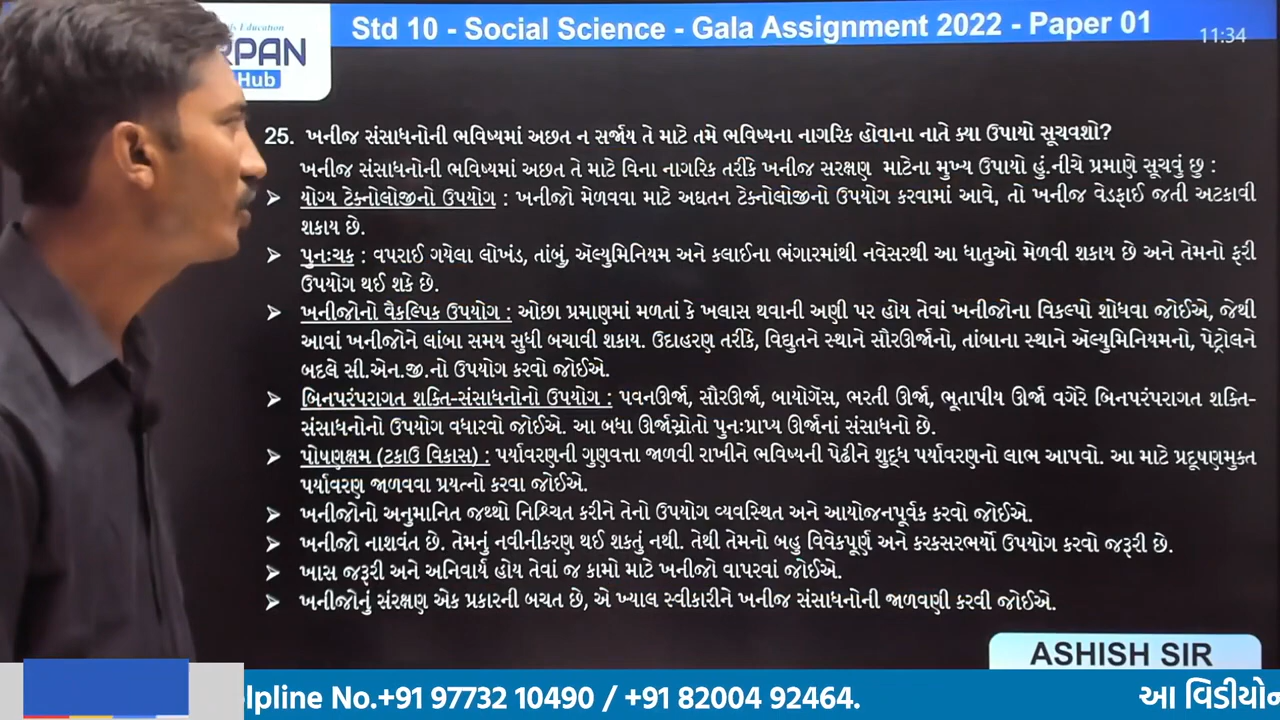 Std 10 - Social Science - Gala Assignment 2022 - Paper 01
11:34
Education
RPAN
Hub
25. ખનીજ સંસાધનોની ભવિષ્યમાં અછત ન સર્જાય તે માટે તમે ભવિષ્યના નાગરિક હોવાના નાતે ક્યા ઉપાયો સૂચવશો?
ખનીજ સંસાધનોની ભવિષ્યમાં અછત તે માટે વિના નાગરિક તરીકે ખનીજ સરક્ષણ માટેના મુખ્ય ઉપાયો હું.નીચે પ્રમાણે સૂચવું છુ :
➤ યોગ્ય ટેક્નોલોજીનો ઉપયોગ : ખનીજો મેળવવા માટે અધતન ટેક્નોલોજીનો ઉપયોગ કરવામાં આવે, તો ખનીજ વેડફાઈ જતી અટકાવી
શકાય છે.
➤ પુનઃચક્ર : વપરાઈ ગયેલા લોખંડ, તાંબું, ઍલ્યુમિનિયમ અને કલાઈના ભંગારમાંથી નવેસરથી આ ધાતુઓ મેળવી શકાય છે અને તેમનો ફરી
ઉપયોગ થઈ શકે છે.
➤ ખનીજોનો વૈકલ્પિક ઉપયોગ : ઓછા પ્રમાણમાં મળતાં કે ખલાસ થવાની અણી પર હોય તેવાં ખનીજોના વિકલ્પો શોધવા જોઈએ, જેથી
આવાં ખનીજોને લાંબા સમય સુધી બચાવી શકાય. ઉદાહરણ તરીકે, વિદ્યુતને સ્થાને સૌરઊર્જાનો, તાંબાના સ્થાને ઍલ્યુમિનિયમનો, પેટ્રોલને
બદલે સી.એન.જી.નો ઉપયોગ કરવો જોઈએ.
➤ બિનપરંપરાગત શક્તિ-સંસાધનોનો ઉપયોગ : પવનઊર્જા, સૌરઊર્જા, બાયોગૅસ, ભરતી ઊર્જા, ભૂતાપીય ઊર્જા વગેરે બિનપરંપરાગત શક્તિ-
સંસાધનોનો ઉપયોગ વધારવો જોઈએ. આ બધા ઊર્જાસ્રોતો પુનઃપ્રાપ્ય ઊર્જાનાં સંસાધનો છે.
➤ પોષણક્ષમ (ટકાઉ વિકાસ) : પર્યાવરણની ગુણવત્તા જાળવી રાખીને ભવિષ્યની પેઢીને શુદ્ધ પર્યાવરણનો લાભ આપવો. આ માટે પ્રદૂષણમુક્ત
પર્યાવરણ જાળવવા પ્રયત્નો કરવા જોઈએ.
➤ ખનીજોનો અનુમાનિત જથ્થો નિશ્ચિત કરીને તેનો ઉપયોગ વ્યવસ્થિત અને આયોજનપૂર્વક કરવો જોઈએ.
➤ ખનીજો નાશવંત છે. તેમનું નવીનીકરણ થઈ શકતું નથી. તેથી તેમનો બહુ વિવેકપૂર્ણ અને કરકસરભર્યો ઉપયોગ કરવો જરૂરી છે.
➤ ખાસ જરૂરી અને અનિવાર્ય હોય તેવાં જ કામો માટે ખનીજો વાપરવાં જોઈએ.
➤ ખનીજોનું સંરક્ષણ એક પ્રકારની બચત છે, એ ખ્યાલ સ્વીકારીને ખનીજ સંસાધનોની જાળવણી કરવી જોઈએ.
ASHISH SIR
elpline No.+91 97732 10490 / +91 82004 92464.
આ વિડીયોન